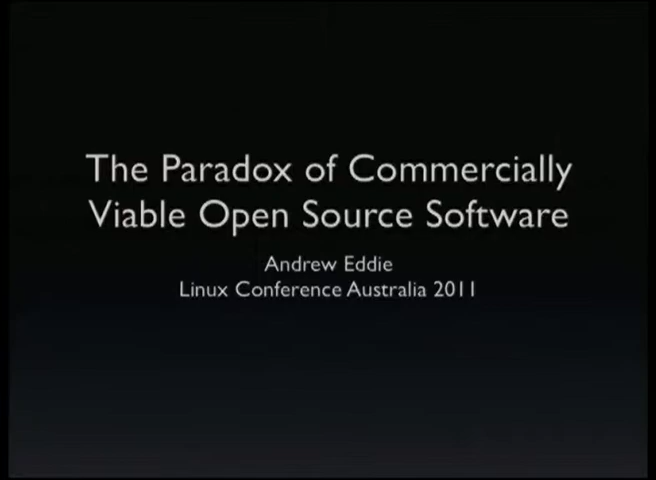 The Paradox of Commercially
Viable Open Source Software
Andrew Eddie
Linux Conference Australia 2011